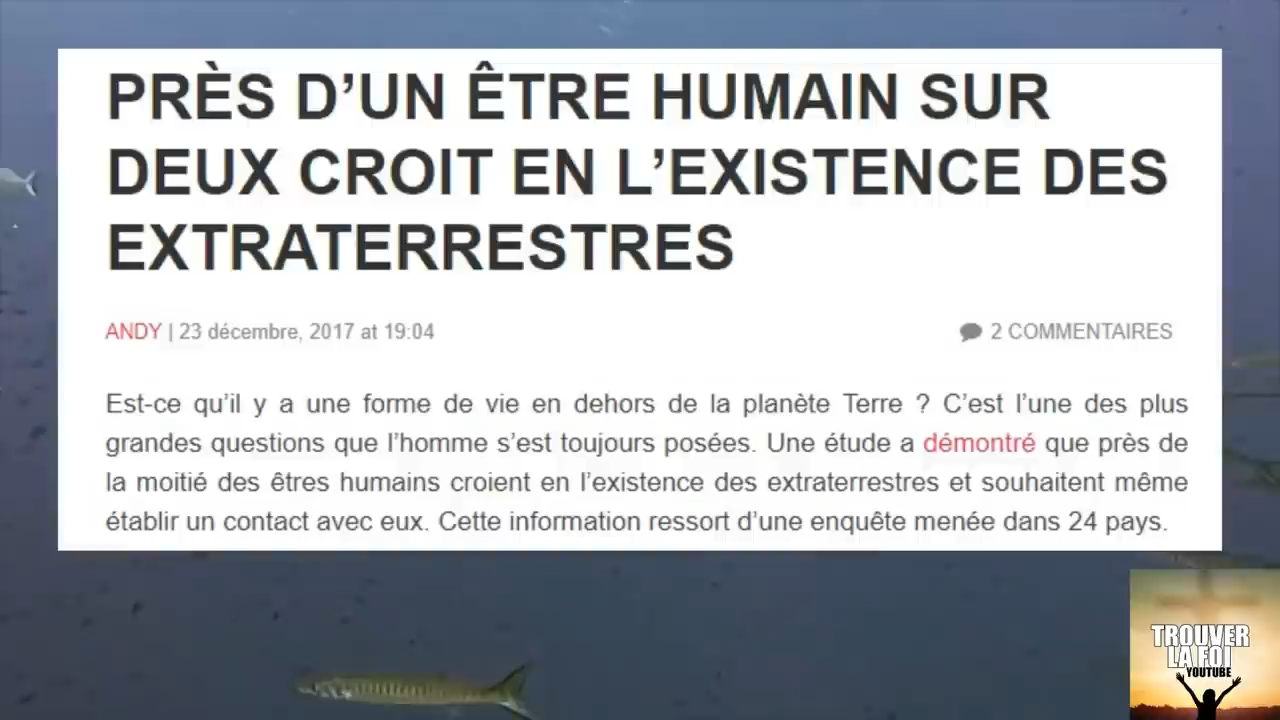 PRÈS D’UN ÊTRE HUMAIN SUR
DEUX CROIT EN L’EXISTENCE DES
EXTRATERRESTRES
ANDY | 23 décembre, 2017 at 19:04
2 COMMENTAIRES
Est-ce qu’il y a une forme de vie en dehors de la planète Terre ? C’est l’une des plus
grandes questions que l’homme s’est toujours posées. Une étude a démontré que près de
la moitié des êtres humains croient en l’existence des extraterrestres et souhaitent même
établir un contact avec eux. Cette information ressort d’une enquête menée dans 24 pays.
TROUVER
LA FOI
YOUTUBE